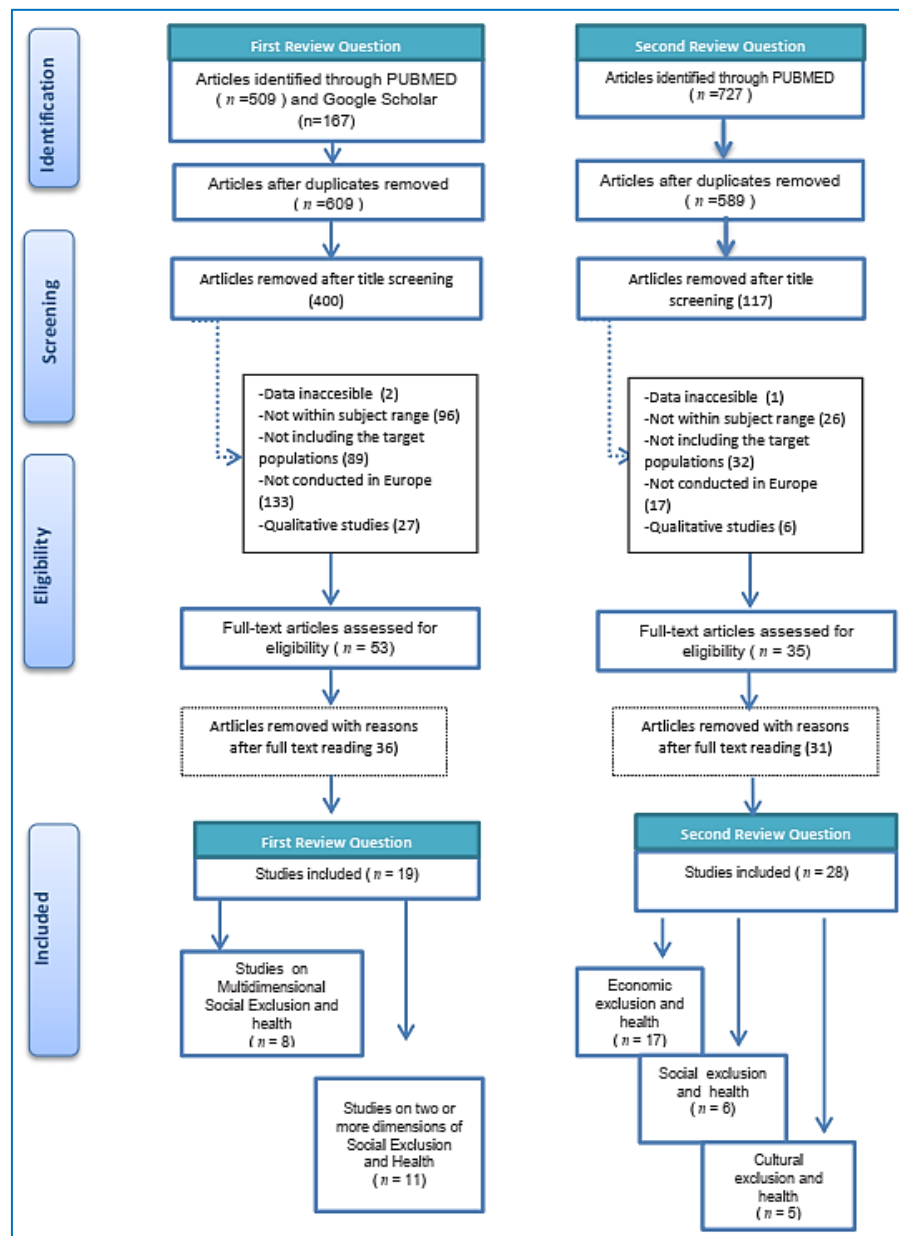 Identification
Screening
Eligibility
Included
First Review Question
Articles identified through PUBMED
( n =509 ) and Google Scholar
(n=167)
Articles after duplicates removed
( n =609 )
Artlicles removed after title screening
(400)
-Data inaccesible (2)
-Not within subject range (96)
-Not including the target
populations (89)
-Not conducted in Europe
(133)
-Qualitative studies (27)
Full-text articles assessed for
eligibility ( n = 53)
Artlicles removed with reasons
after full text reading 36)
First Review Question
Studies included ( n = 19)
Studies on
Multidimensional
Social Exclusion and
health
( n = 8)
Studies on two or
more dimensions of
Social Exclusion
and Health
( n = 11)
Second Review Question
Articles identified through PUBMED
( n =727 )
Articles after duplicates removed
( n =589 )
Artlicles removed after title
screening (117)
-Data inaccesible (1)
-Not within subject range (26)
-Not including the target
populations (32)
-Not conducted in Europe
(17)
-Qualitative studies (6)
Full-text articles assessed for
eligibility ( n = 35)
Artlicles removed with reasons
after full text reading (31)
Second Review Question
Studies included ( n = 28)
Economic
exclusion and
health
( n = 17)
Social exclusion
and health
( n = 6)
Cultural
exclusion and
health
( n = 5)